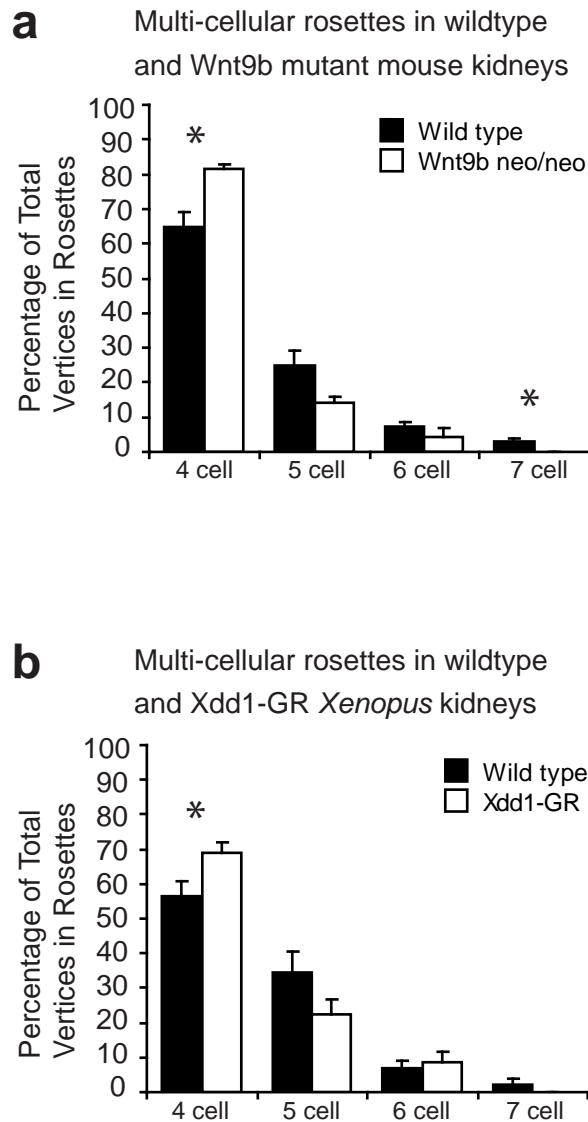 a
Multi-cellular rosettes in wildtype
and Wnt9b mutant mouse kidneys
Percentage of Total
Vertices in Rosettes
100
90
80
70
60
50
40
30
20
10
0
*
*
Wild type
Wnt9b neo/neo
4 cell 5 cell 6 cell 7 cell
b
Multi-cellular rosettes in wildtype
and Xdd1-GR Xenopus kidneys
Percentage of Total
Vertices in Rosettes
100
90
80
70
60
50
40
30
20
10
0
*
Wild type
Xdd1-GR
4 cell 5 cell 6 cell 7 cell